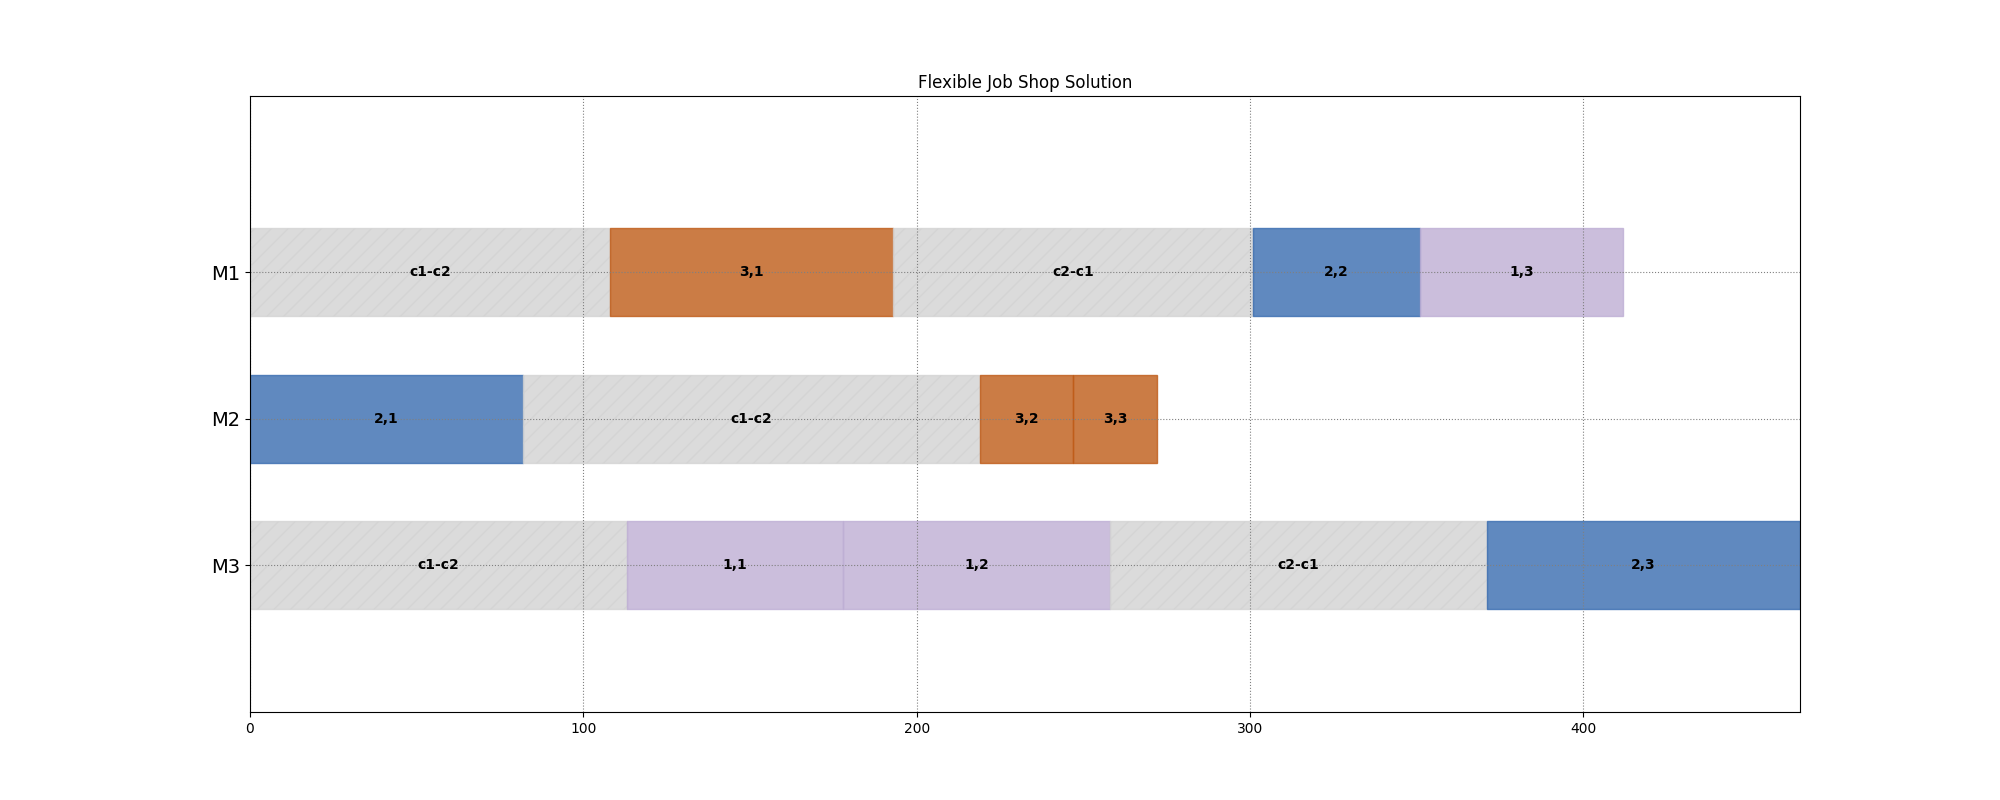 Flexible Job Shop Solution
M1 c1-c2 3,1 c2-c1 2,2 1,3
M2 2,1 c1-c2 3,2 3,3
M3 c1-c2 1,1 1,2 c2-c1 2,3
0 100 200 300 400